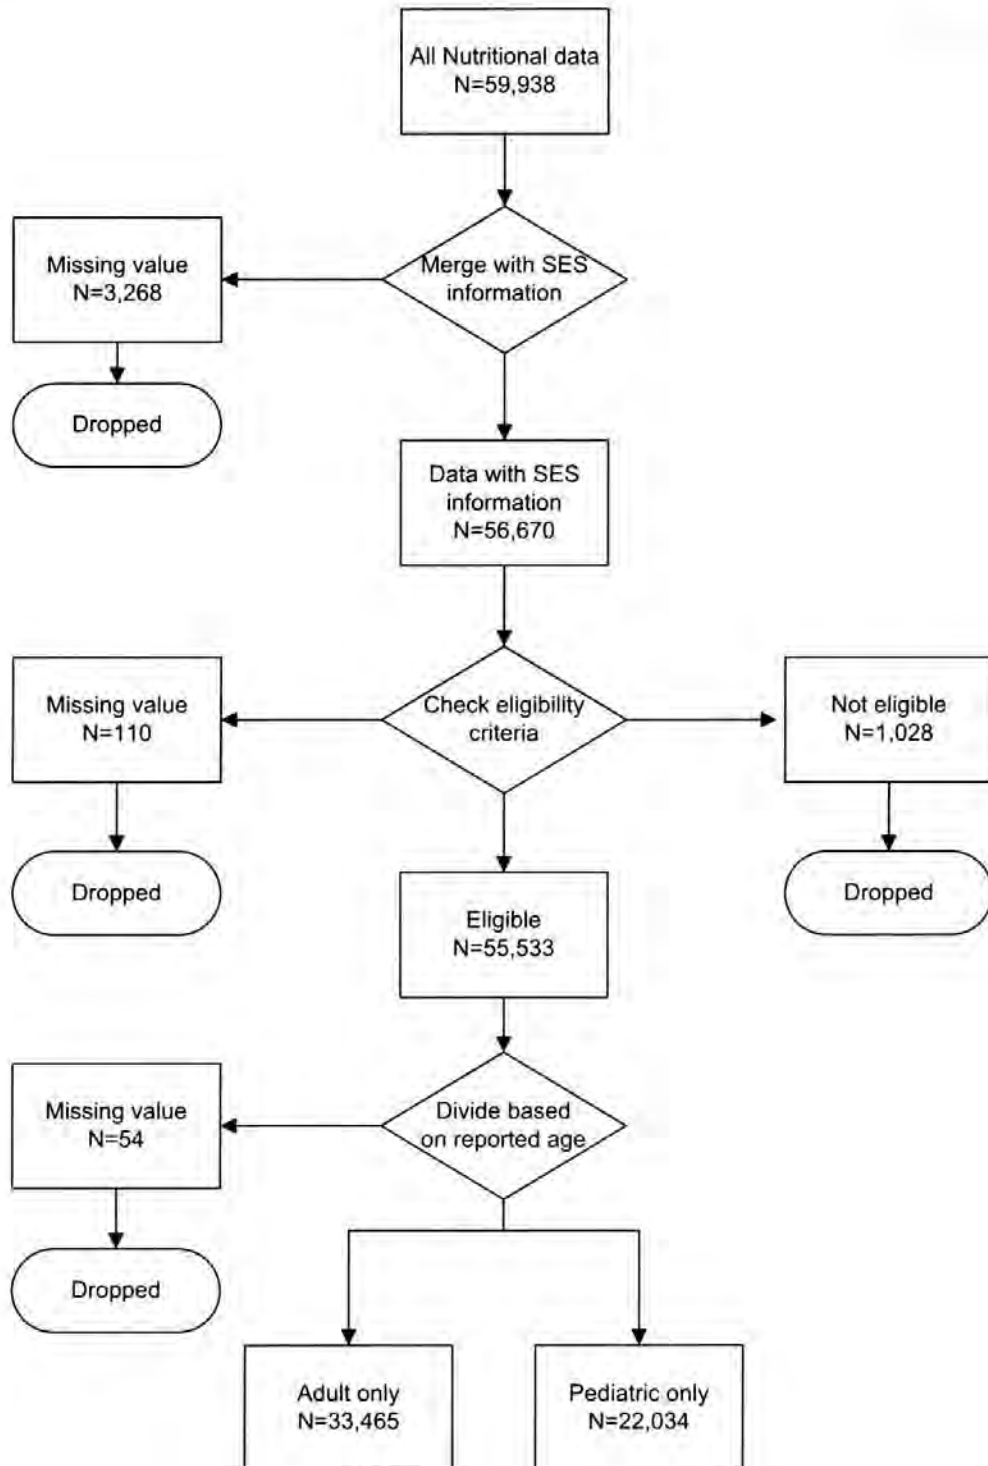 All Nutritional data
N=59,938
Merge with SES
information
Missing value
N=3,268
Dropped
Data with SES
information
N=56,670
Check eligibility
criteria
Missing value
N=110
Not eligible
N=1,028
Dropped
Dropped
Eligible
N=55,533
Divide based
on reported age
Missing value
N=54
Dropped
Adult only
N=33,465
Pediatric only
N=22,034